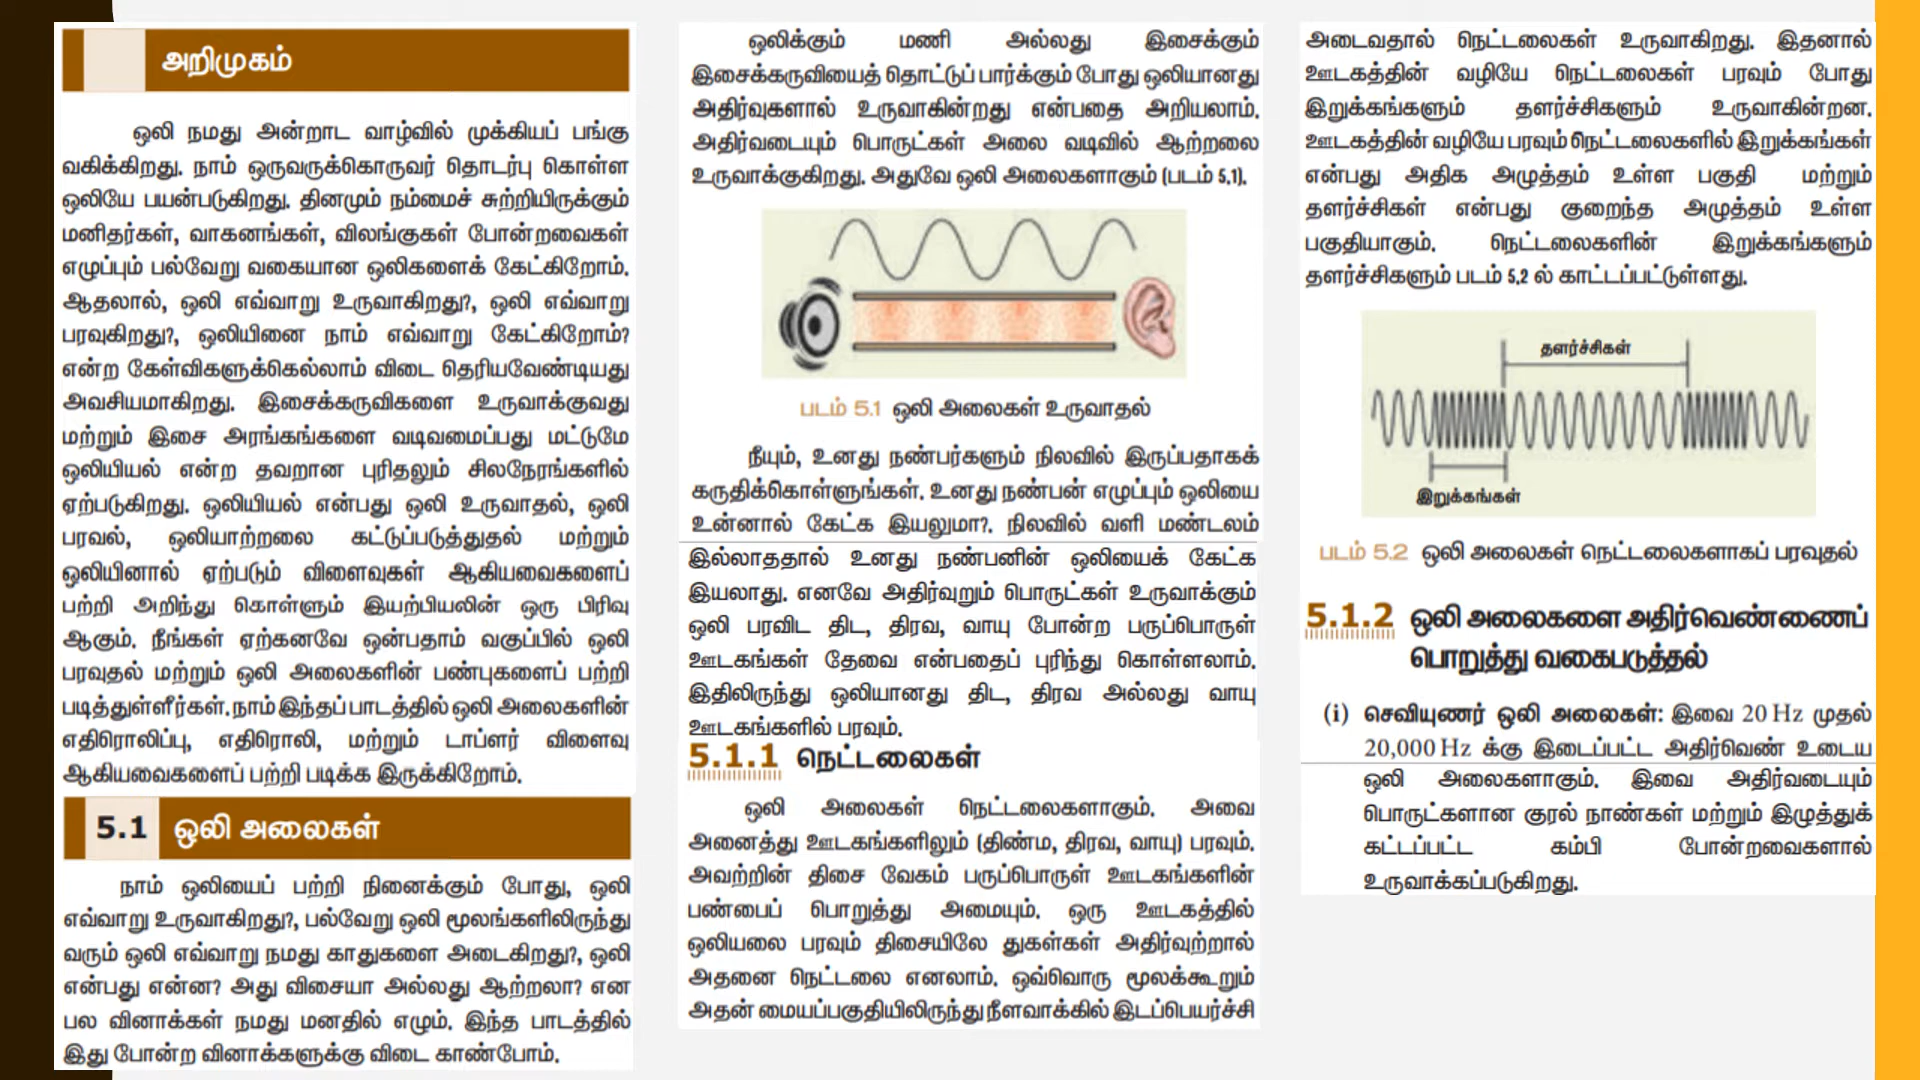 அறிமுகம்
ஒலி நமது அன்றாட வாழ்வில் முக்கியப் பங்கு
வகிக்கிறது. நாம் ஒருவருக்கொருவர் தொடர்பு கொள்ள
ஒலியே பயன்படுகிறது. தினமும் நம்மைச் சுற்றியிருக்கும்
மனிதர்கள், வாகனங்கள், விலங்குகள் போன்றவைகள்
எழுப்பும் பல்வேறு வகையான ஒலிகளைக் கேட்கிறோம்.
ஆதலால், ஒலி எவ்வாறு உருவாகிறது?, ஒலி எவ்வாறு
பரவுகிறது?, ஒலியினை நாம் எவ்வாறு கேட்கிறோம்?
என்ற கேள்விகளுக்கெல்லாம் விடை தெரியவேண்டியது
அவசியமாகிறது. இசைக்கருவிகளை உருவாக்குவது
மற்றும் இசை அரங்கங்களை வடிவமைப்பது மட்டுமே
ஒலியியல் என்ற தவறான புரிதலும் சிலநேரங்களில்
ஏற்படுகிறது. ஒலியியல் என்பது ஒலி உருவாதல், ஒலி
பரவல், ஒலியாற்றலை கட்டுப்படுத்துதல் மற்றும்
ஒலியினால் ஏற்படும் விளைவுகள் ஆகியவைகளைப்
பற்றி அறிந்து கொள்ளும் இயற்பியலின் ஒரு பிரிவு
ஆகும். நீங்கள் ஏற்கனவே ஒன்பதாம் வகுப்பில் ஒலி
பரவுதல் மற்றும் ஒலி அலைகளின் பண்புகளைப் பற்றி
படித்துள்ளீர்கள். நாம் இந்தப் பாடத்தில் ஒலி அலைகளின்
எதிரொலிப்பு, எதிரொலி, மற்றும் டாப்ளர் விளைவு
ஆகியவைகளைப் பற்றி படிக்க இருக்கிறோம்.
5.1 ஒலி அலைகள்
நாம் ஒலியைப் பற்றி நினைக்கும் போது, ஒலி
எவ்வாறு உருவாகிறது?, பல்வேறு ஒலி மூலங்களிலிருந்து
வரும் ஒலி எவ்வாறு நமது காதுகளை அடைகிறது?, ஒலி
என்பது என்ன? அது விசையா அல்லது ஆற்றலா? என
பல வினாக்கள் நமது மனதில் எழும். இந்த பாடத்தில்
இது போன்ற வினாக்களுக்கு விடை காண்போம்.
ஒலிக்கும் மணி அல்லது இசைக்கும்
இசைக்கருவியைத் தொட்டுப் பார்க்கும் போது ஒலியானது
அதிர்வுகளால் உருவாகின்றது என்பதை அறியலாம்.
அதிர்வடையும் பொருட்கள் அலை வடிவில் ஆற்றலை
உருவாக்குகிறது. அதுவே ஒலி அலைகளாகும் (படம் 5.1).
படம் 5.1 ஒலி அலைகள் உருவாதல்
நீயும், உனது நண்பர்களும் நிலவில் இருப்பதாகக்
கருதிக்கொள்ளுங்கள். உனது நண்பன் எழுப்பும் ஒலியை
உன்னால் கேட்க இயலுமா?. நிலவில் வளி மண்டலம்
இல்லாததால் உனது நண்பனின் ஒலியைக் கேட்க
இயலாது. எனவே அதிர்வுறும் பொருட்கள் உருவாக்கும்
ஒலி பரவிட திட, திரவ, வாயு போன்ற பருப்பொருள்
ஊடகங்கள் தேவை என்பதைப் புரிந்து கொள்ளலாம்.
இதிலிருந்து ஒலியானது திட, திரவ அல்லது வாயு
ஊடகங்களில் பரவும்.
5.1.1 நெட்டலைகள்
ஒலி அலைகள் நெட்டலைகளாகும். அவை
அனைத்து ஊடகங்களிலும் (திண்ம, திரவ, வாயு) பரவும்.
அவற்றின் திசை வேகம் பருப்பொருள் ஊடகங்களின்
பண்பைப் பொறுத்து அமையும். ஒரு ஊடகத்தில்
ஒலியலை பரவும் திசையிலே துகள்கள் அதிர்வுற்றால்
அதனை நெட்டலை எனலாம். ஒவ்வொரு மூலக்கூறும்
அதன் மையப்பகுதியிலிருந்து நீளவாக்கில் இடப்பெயர்ச்சி
அடைவதால் நெட்டலைகள் உருவாகிறது. இதனால்
ஊடகத்தின் வழியே நெட்டலைகள் பரவும் போது
இறுக்கங்களும் தளர்ச்சிகளும் உருவாகின்றன.
ஊடகத்தின் வழியே பரவும் நெட்டலைகளில் இறுக்கங்கள்
என்பது அதிக அழுத்தம் உள்ள பகுதி மற்றும்
தளர்ச்சிகள் என்பது குறைந்த அழுத்தம் உள்ள
பகுதியாகும். நெட்டலைகளின் இறுக்கங்களும்
தளர்ச்சிகளும் படம் 5.2 ல் காட்டப்பட்டுள்ளது.
தளர்ச்சிகள்
இறுக்கங்கள்
படம் 5.2 ஒலி அலைகள் நெட்டலைகளாகப் பரவுதல்
5.1.2 ஒலி அலைகளை அதிர்வெண்ணைப்
பொறுத்து வகைபடுத்தல்
(i) செவியுணர் ஒலி அலைகள்: இவை 20 Hz முதல்
20,000 Hz க்கு இடைப்பட்ட அதிர்வெண் உடைய
ஒலி அலைகளாகும். இவை அதிர்வடையும்
பொருட்களான குரல் நாண்கள் மற்றும் இழுத்துக்
கட்டப்பட்ட கம்பி போன்றவைகளால்
உருவாக்கப்படுகிறது.